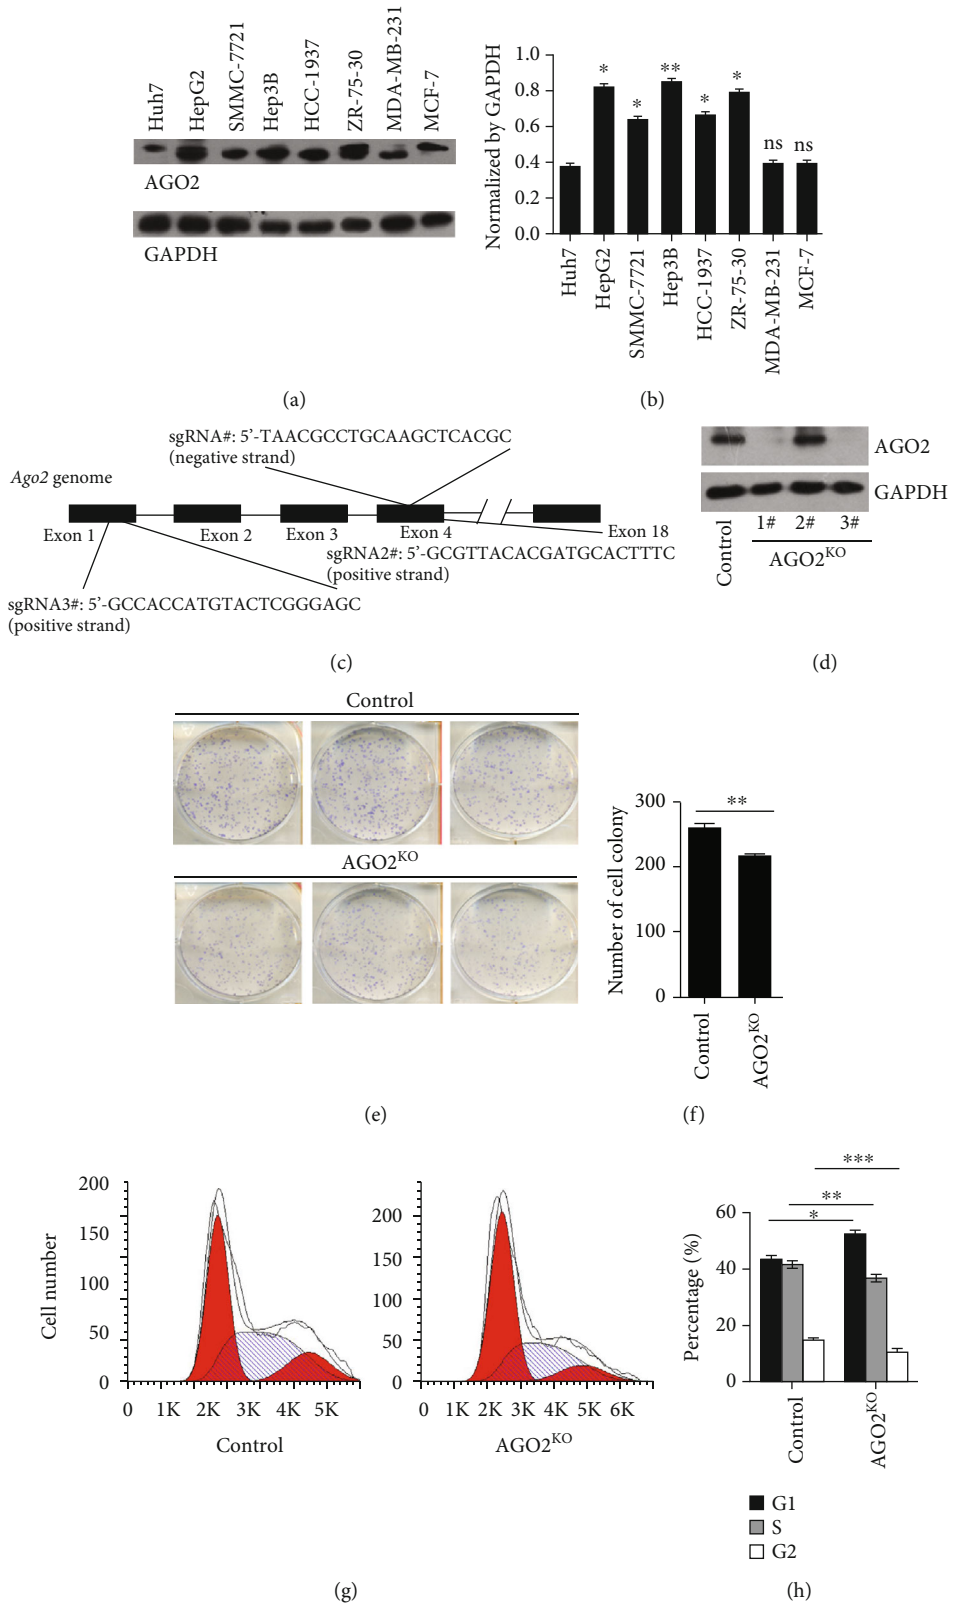 Huh7
HepG2
SMMC-7721
Hep3B
HCC-1937
ZR-75-30
MDA-MB-231
MCF-7
AGO2
GAPDH
(a)
Normalized by GAPDH
1.0
0.8
0.6
0.4
0.2
0.0
* * ** * * ns ns
Huh7
HepG2
SMMC-7721
Hep3B
HCC-1937
ZR-75-30
MDA-MB-231
MCF-7
(b)
sgRNA#: 5’-TAACGCCTGCAAGCTCACGC
(negative strand)
Ago2 genome
Exon 1 Exon 2 Exon 3 Exon 4 Exon 18
sgRNA2#: 5’-GCGTTACACGATGCACTTTC
(positive strand)
sgRNA3#: 5’-GCCACCATGTACTCGGGAGC
(positive strand)
(c)
AGO2
GAPDH
Control
1# 2# 3#
AGO2KO
(d)
Control
AGO2KO
(e)
Number of cell colony
300
200
100
0
**
Control
AGO2KO
(f)
Cell number
200
150
100
50
0
0 1K 2K 3K 4K 5K
Control
200
150
100
50
0
0 1K 2K 3K 4K 5K 6K
AGO2KO
(g)
Percentage (%)
60
40
20
0
***
**
*
Control
AGO2KO
G1
S
G2
(h)